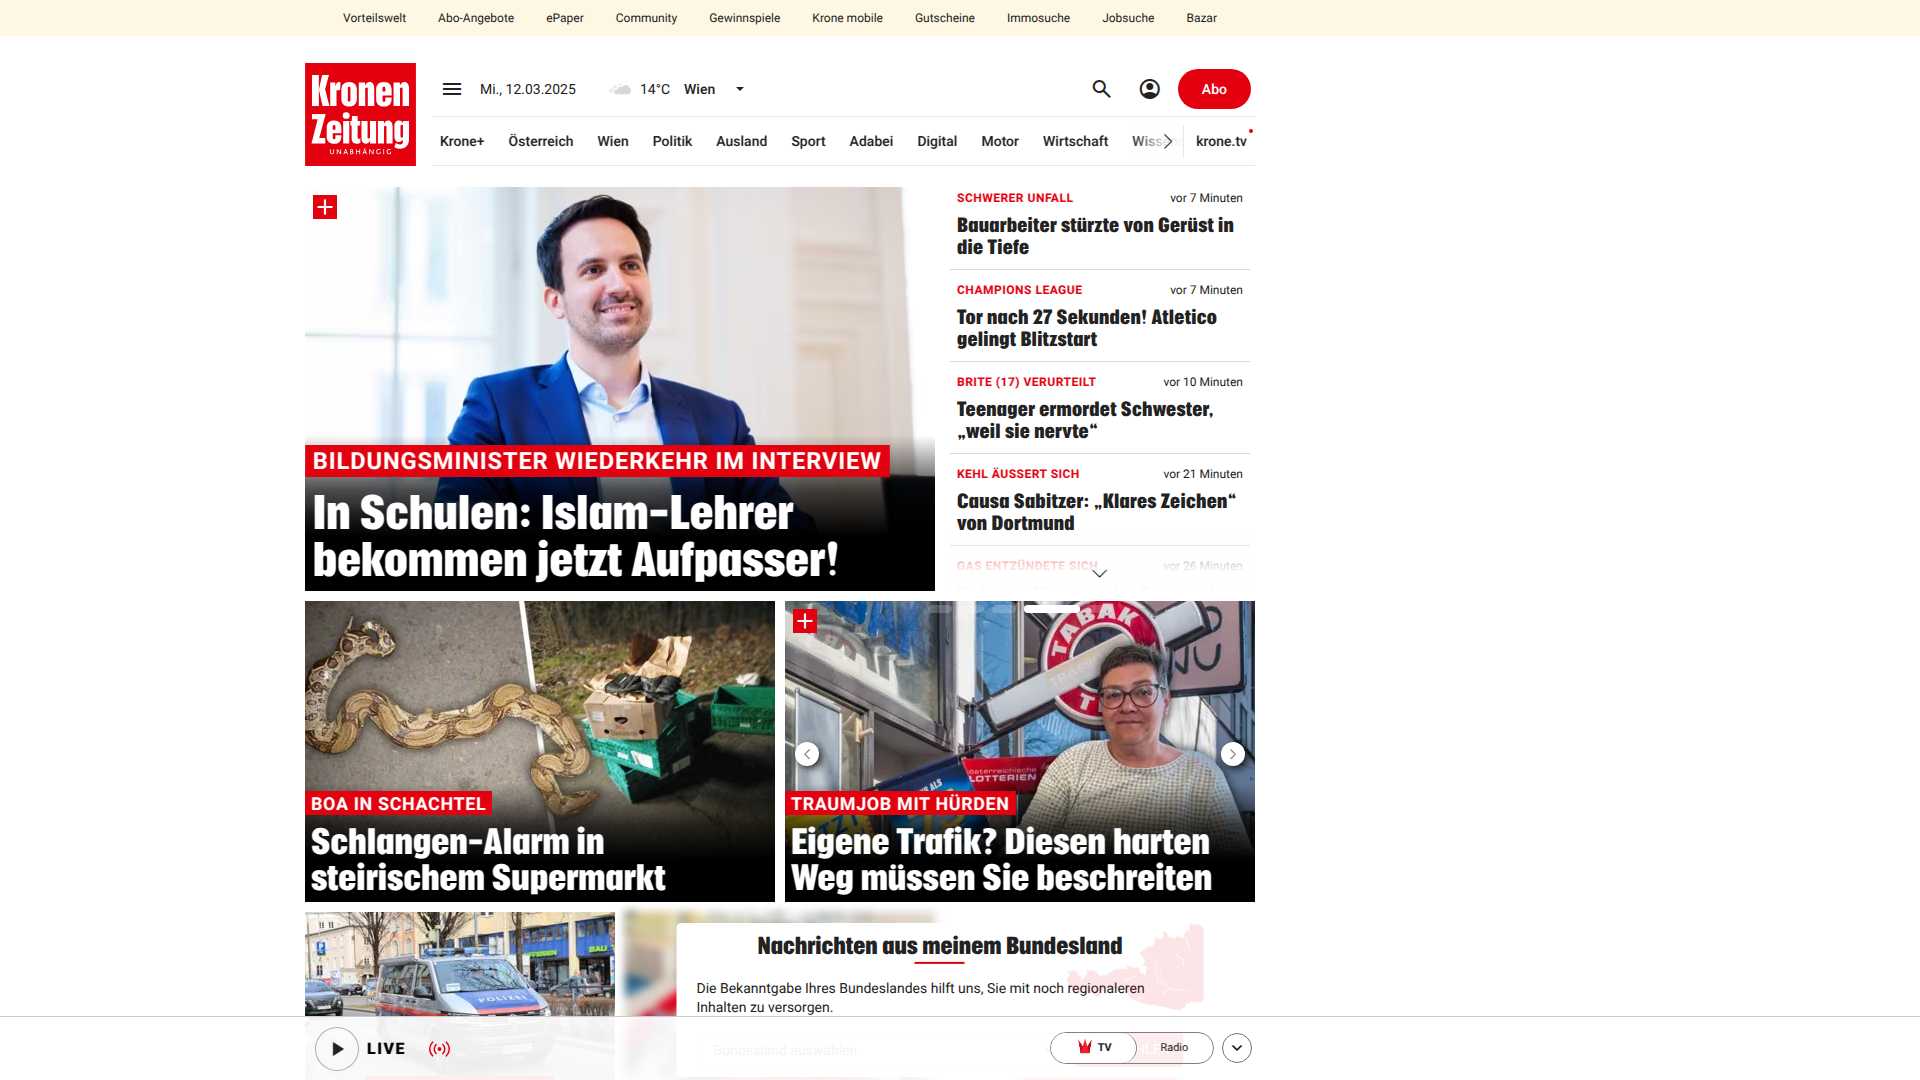 Vorteilswelt Abo-Angebote ePaper Community Gewinnspiele Krone mobile Gutscheine Immosuche Jobsuche Bazar
Kronen
Zeitung
UNABHÄNGIG
Mi., 12.03.2025 14°C Wien
Abo
Krone+ Österreich Wien Politik Ausland Sport Adabei Digital Motor Wirtschaft krone.tv
BILDUNGSMINISTER WIEDERKEHR IM INTERVIEW
In Schulen: Islam-Lehrer
bekommen jetzt Aufpasser!
SCHWERER UNFALL vor 7 Minuten
Bauarbeiter stürzte von Gerüst in
die Tiefe
CHAMPIONS LEAGUE vor 7 Minuten
Tor nach 27 Sekunden! Atletico
gelingt Blitzstart
BRITE (17) VERURTEILT vor 10 Minuten
Teenager ermordet Schwester,
„weil sie nervte“
KEHL ÄUSSERT SICH vor 21 Minuten
Causa Sabitzer: „Klares Zeichen“
von Dortmund
GAS ENTZÜNDETE SICH vor 26 Minuten
BOA IN SCHACHTEL
Schlangen-Alarm in
steirischem Supermarkt
TABAK
österreichische
LOTTERIEN
TRAUMJOB MIT HÜRDEN
Eigene Trafik? Diesen harten
Weg müssen Sie beschreiten
POLIZEI
Nachrichten aus meinem Bundesland
Die Bekanntgabe Ihres Bundeslandes hilft uns, Sie mit noch regionaleren
Inhalten zu versorgen.
Bundesland auswählen
LIVE
TV Radio